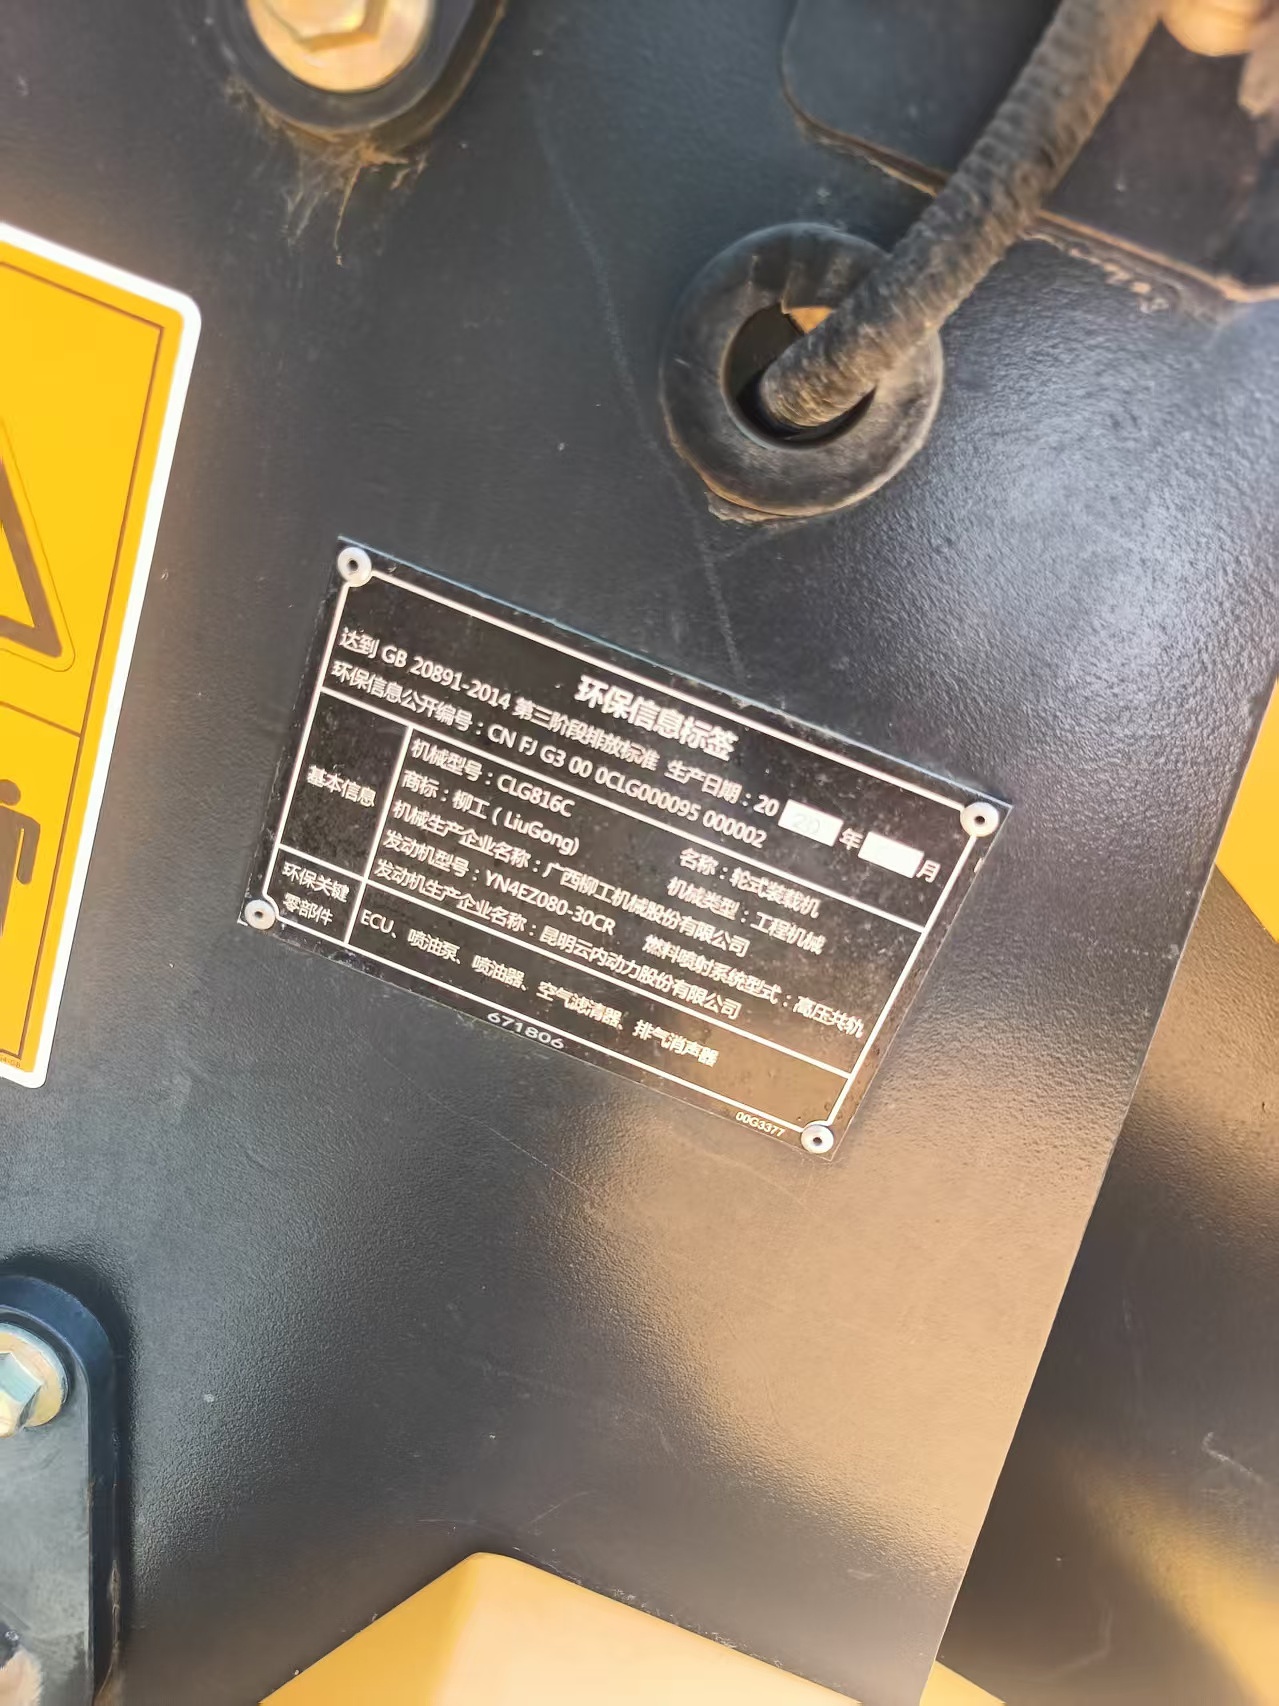 环保信息标签
达到 GB 20891-2014 第三阶段排放标准 生产日期：20 20 年 月
环保信息公开编号：CN FJ G3 00 0CLG000095 000002
基本信息
机械型号：CLG816C 名称：轮式装载机
商标：柳工 ( LiuGong) 机械类型：工程机械
机械生产企业名称：广西柳工机械股份有限公司
发动机型号：YN4EZ080-30CR 燃料喷射系统型式：高压共轨
发动机生产企业名称：昆明云内动力股份有限公司
环保关键
零部件
ECU、喷油泵、喷油器、空气滤清器、排气消声器
671806
00G3377